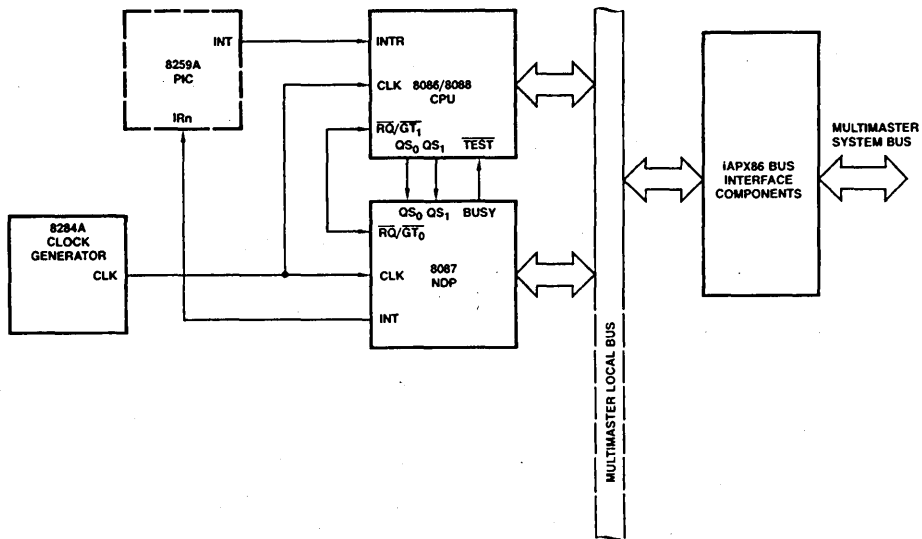 INT
8259A
PIC
IRn
INTR
CLK
8086/8088
CPU
RQ/GT1
QS0 QS1 TEST
QS0 QS1 BUSY
RQ/GT0
8087
NDP
CLK
INT
8284A
CLOCK
GENERATOR
CLK
MULTIMASTER LOCAL BUS
iAPX86 BUS
INTERFACE
COMPONENTS
MULTIMASTER
SYSTEM BUS